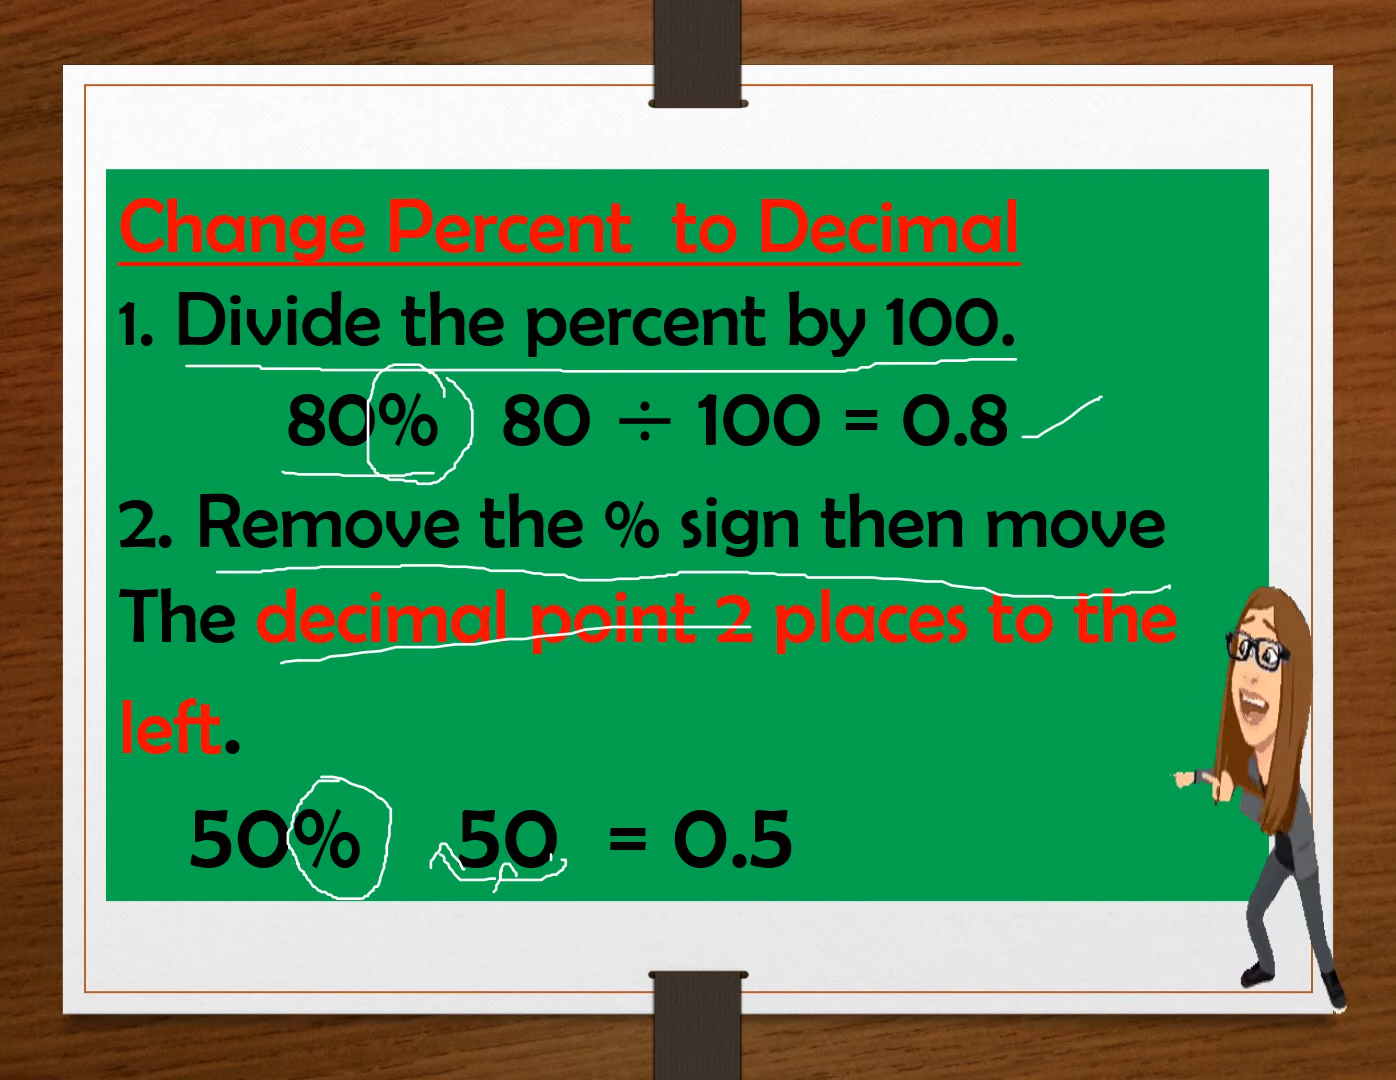 Change Percent to Decimal
1. Divide the percent by 100.
80% 80 ÷ 100 = 0.8
2. Remove the % sign then move
The decimal point 2 places to the
left.
50% 50 = 0.5